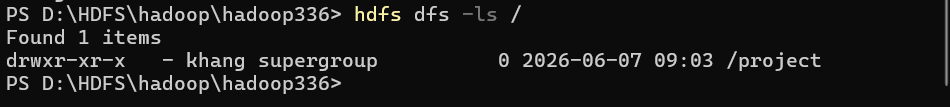 PS D:\HDFS\hadoop\hadoop336> hdfs dfs -ls /
Found 1 items
drwxr-xr-x   - khang supergroup          0 2026-06-07 09:03 /project
PS D:\HDFS\hadoop\hadoop336>